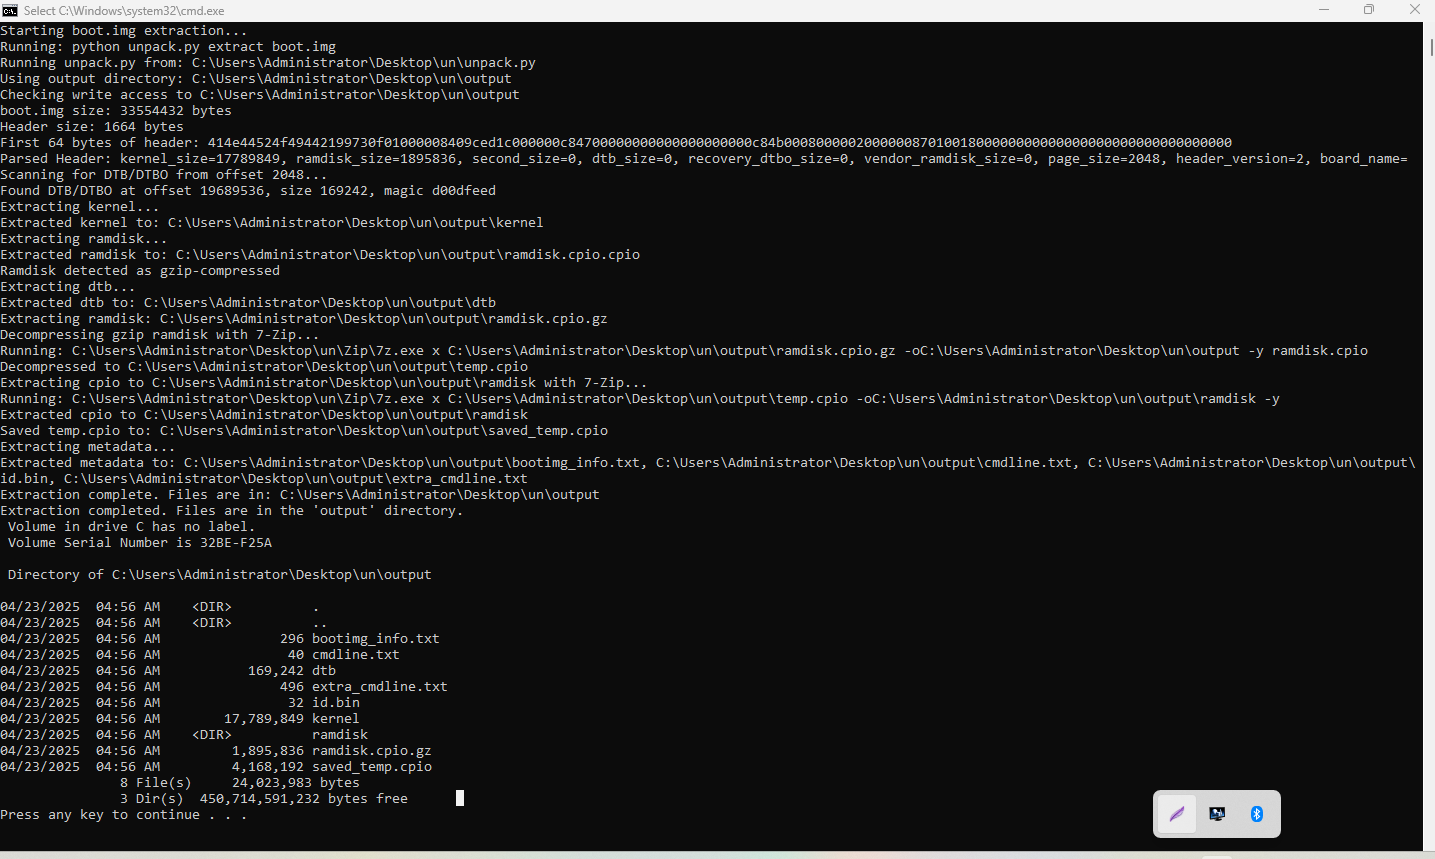 Select C:\Windows\system32\cmd.exe
Starting boot.img extraction...
Running: python unpack.py extract boot.img
Running unpack.py from: C:\Users\Administrator\Desktop\un\unpack.py
Using output directory: C:\Users\Administrator\Desktop\un\output
Checking write access to C:\Users\Administrator\Desktop\un\output
boot.img size: 33554432 bytes
Header size: 1664 bytes
First 64 bytes of header:
Parsed Header: kernel_size=17789849, ramdisk_size=1895836, second_size=0, dtb_size=0, recovery_dtbo_size=0, vendor_ramdisk_size=0, page_size=2048, header_version=2, board_name=
Scanning for DTB/DTBO from offset 2048...
Found DTB/DTBO at offset 19689536, size 169242, magic d00dfeed
Extracting kernel...
Extracted kernel to: C:\Users\Administrator\Desktop\un\output\kernel
Extracting ramdisk...
Extracted ramdisk to: C:\Users\Administrator\Desktop\un\output\ramdisk.cpio.cpio
Ramdisk detected as gzip-compressed
Extracting dtb...
Extracted dtb to: C:\Users\Administrator\Desktop\un\output\dtb
Extracting ramdisk: C:\Users\Administrator\Desktop\un\output\ramdisk.cpio.gz
Decompressing gzip ramdisk with 7-Zip...
Running: C:\Users\Administrator\Desktop\un\Zip\7z.exe x C:\Users\Administrator\Desktop\un\output\ramdisk.cpio.gz -oC:\Users\Administrator\Desktop\un\output -y ramdisk.cpio
Decompressed to C:\Users\Administrator\Desktop\un\output\temp.cpio
Extracting cpio to C:\Users\Administrator\Desktop\un\output\ramdisk with 7-Zip...
Running: C:\Users\Administrator\Desktop\un\Zip\7z.exe x C:\Users\Administrator\Desktop\un\output\temp.cpio -oC:\Users\Administrator\Desktop\un\output\ramdisk -y
Extracted cpio to C:\Users\Administrator\Desktop\un\output\ramdisk
Saved temp.cpio to: C:\Users\Administrator\Desktop\un\output\saved_temp.cpio
Extracting metadata...
Extracted metadata to: C:\Users\Administrator\Desktop\un\output\bootimg_info.txt, C:\Users\Administrator\Desktop\un\output\cmdline.txt, C:\Users\Administrator\Desktop\un\output\
id.bin, C:\Users\Administrator\Desktop\un\output\extra_cmdline.txt
Extraction complete. Files are in: C:\Users\Administrator\Desktop\un\output
Extraction completed. Files are in the 'output' directory.
Volume in drive C has no label.
Volume Serial Number is 32BE-F25A
Directory of C:\Users\Administrator\Desktop\un\output
04/23/2025 04:56 AM <DIR> .
04/23/2025 04:56 AM <DIR> ..
04/23/2025 04:56 AM 296 bootimg_info.txt
04/23/2025 04:56 AM 40 cmdline.txt
04/23/2025 04:56 AM 169,242 dtb
04/23/2025 04:56 AM 496 extra_cmdline.txt
04/23/2025 04:56 AM 32 id.bin
04/23/2025 04:56 AM 17,789,849 kernel
04/23/2025 04:56 AM <DIR> ramdisk
04/23/2025 04:56 AM 1,895,836 ramdisk.cpio.gz
04/23/2025 04:56 AM 4,168,192 saved_temp.cpio
8 File(s) 24,023,983 bytes
3 Dir(s) 450,714,591,232 bytes free
Press any key to continue . . .